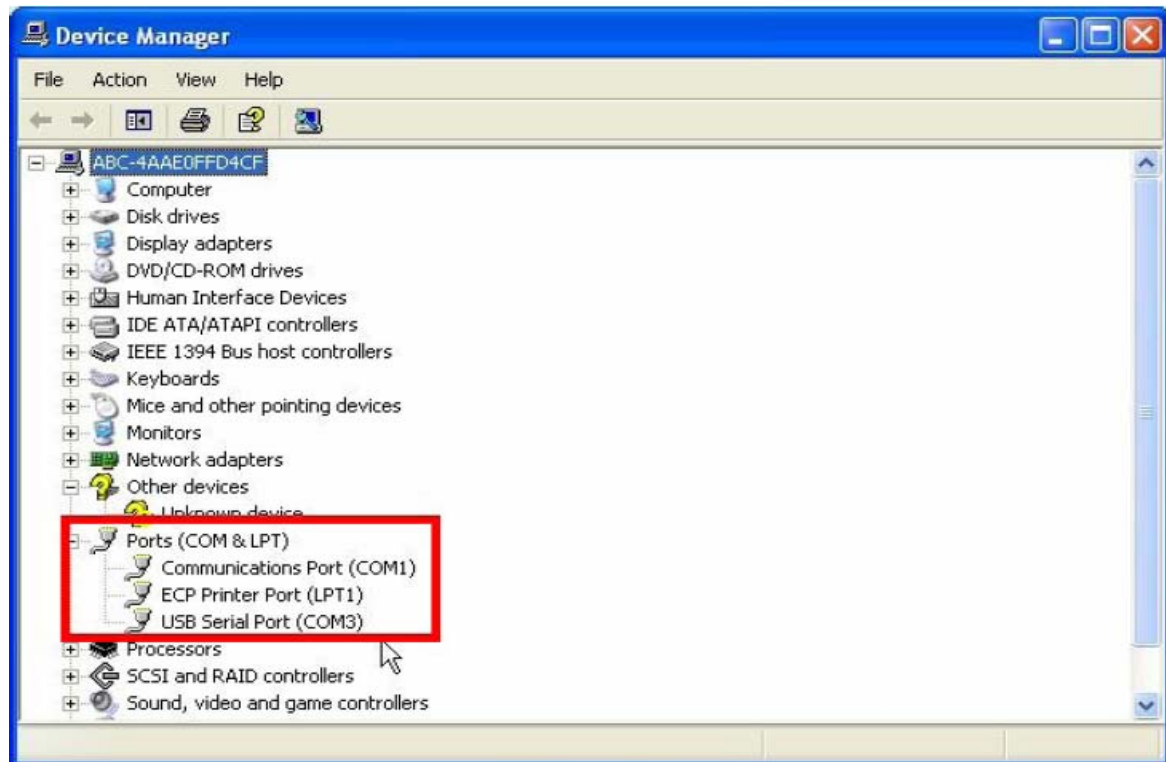 Device Manager
File Action View Help
ABC-4AAE0FFD4CF
Computer
Disk drives
Display adapters
DVD/CD-ROM drives
Human Interface Devices
IDE ATA/ATAPI controllers
IEEE 1394 Bus host controllers
Keyboards
Mice and other pointing devices
Monitors
Network adapters
Other devices
Unknown device
Ports (COM & LPT)
Communications Port (COM1)
ECP Printer Port (LPT1)
USB Serial Port (COM3)
Processors
SCSI and RAID controllers
Sound, video and game controllers